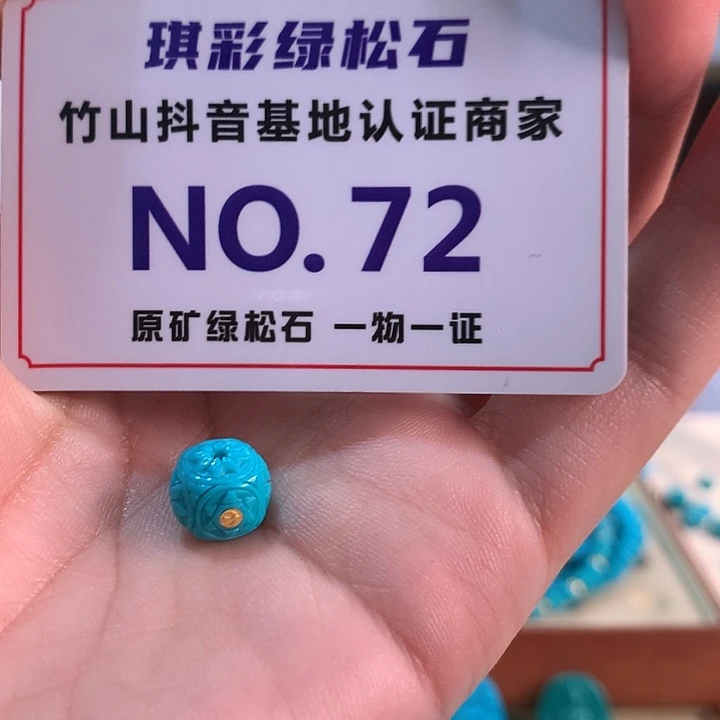 琪彩绿松石
竹山抖音基地认证商家
NO. 72
原矿绿松石 一物一证